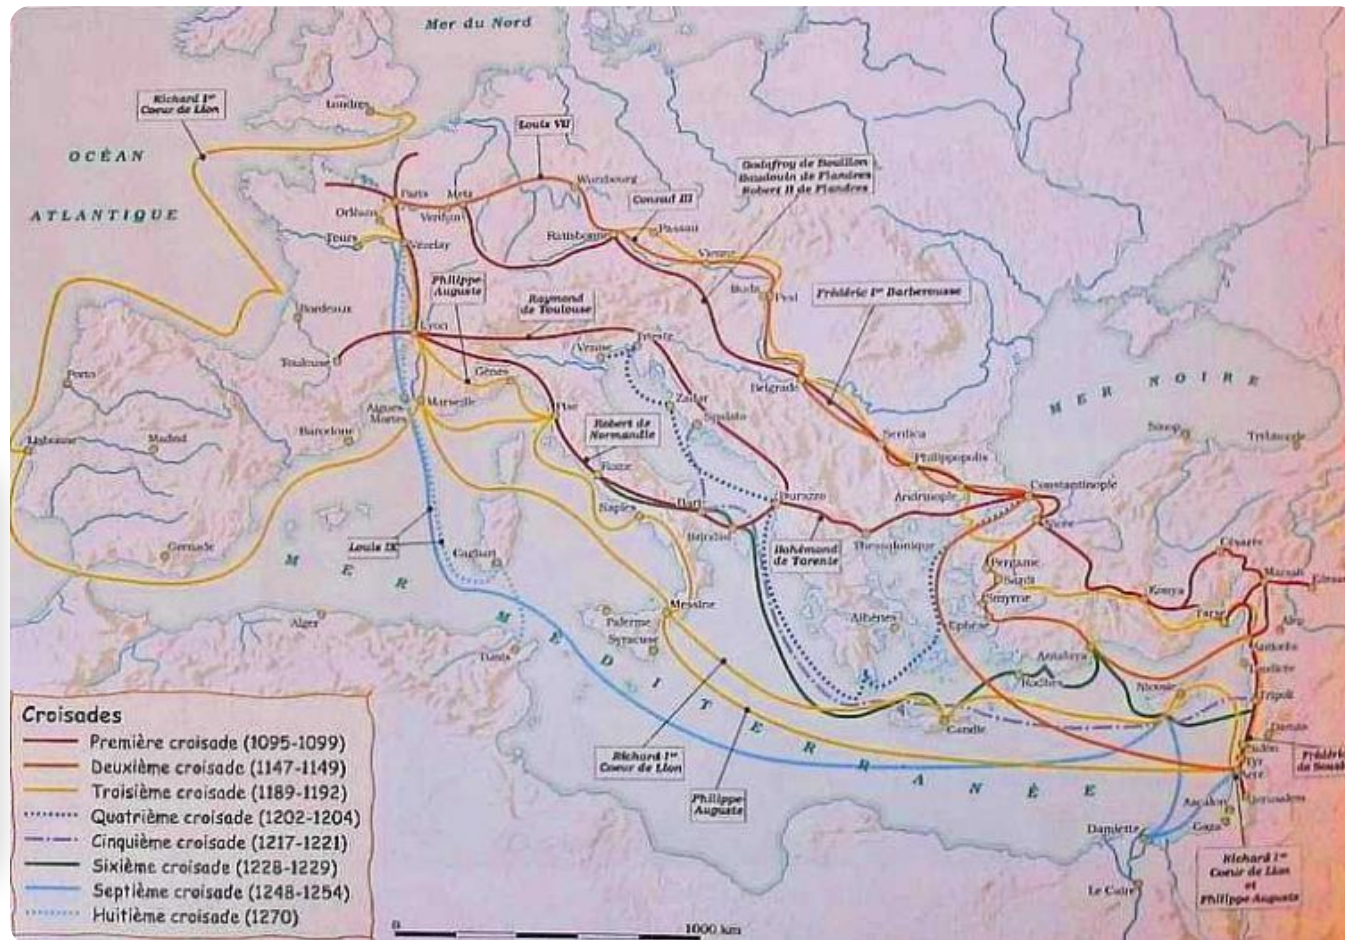 Mer du Nord
Richard Iᵉʳ
Coeur de Lion
Londres
OCÉAN
ATLANTIQUE
Louis VII
Godefroy de Bouillon
Baudouin de Flandres
Robert II de Flandres
Paris
Metz
Wurzbourg
Verdun
Orléans
Conrad III
Tours
Vézelay
Ratisbonne
Passau
Vienne
Philippe
Auguste
Raymond
de Toulouse
Buda
Pest
Frédéric Iᵉʳ Barberousse
Bordeaux
Lyon
Toulouse
Venise
Trieste
Gênes
Belgrade
MER NOIRE
Porto
Aigues
Mortes
Marseille
Pise
Zadar
Spalato
Robert de
Normandie
Barcelone
Lisbonne
Madrid
Serdica
Sinop
Philippopolis
Rome
Andrinople
Constantinople
Naples
Bari
Durazzo
Nicée
Brindisi
Thessalonique
Bohémond
de Tarente
Louis IX
Grenade
Cagliari
Césarée
Pergame
Sardi
Marash
Konya
Smyrne
Tarse
Messine
Palerme
Syracuse
Athènes
Ephèse
Alep
Alger
Tunis
Antalya
Rhodes
Nicosie
Tripoli
MER MÉDITERRANÉE
Candie
Damas
Sidon
Tyr
Acre
Richard Iᵉʳ
Coeur de Lion
Philippe-
Auguste
Jérusalem
Ascalon
Gaza
Damiette
Le Caire
Richard Iᵉʳ
Coeur de Lion
et
Philippe Auguste
Croisades
Première croisade (1095-1099)
Deuxième croisade (1147-1149)
Troisième croisade (1189-1192)
Quatrième croisade (1202-1204)
Cinquième croisade (1217-1221)
Sixième croisade (1228-1229)
Septième croisade (1248-1254)
Huitième croisade (1270)
0
1000 km